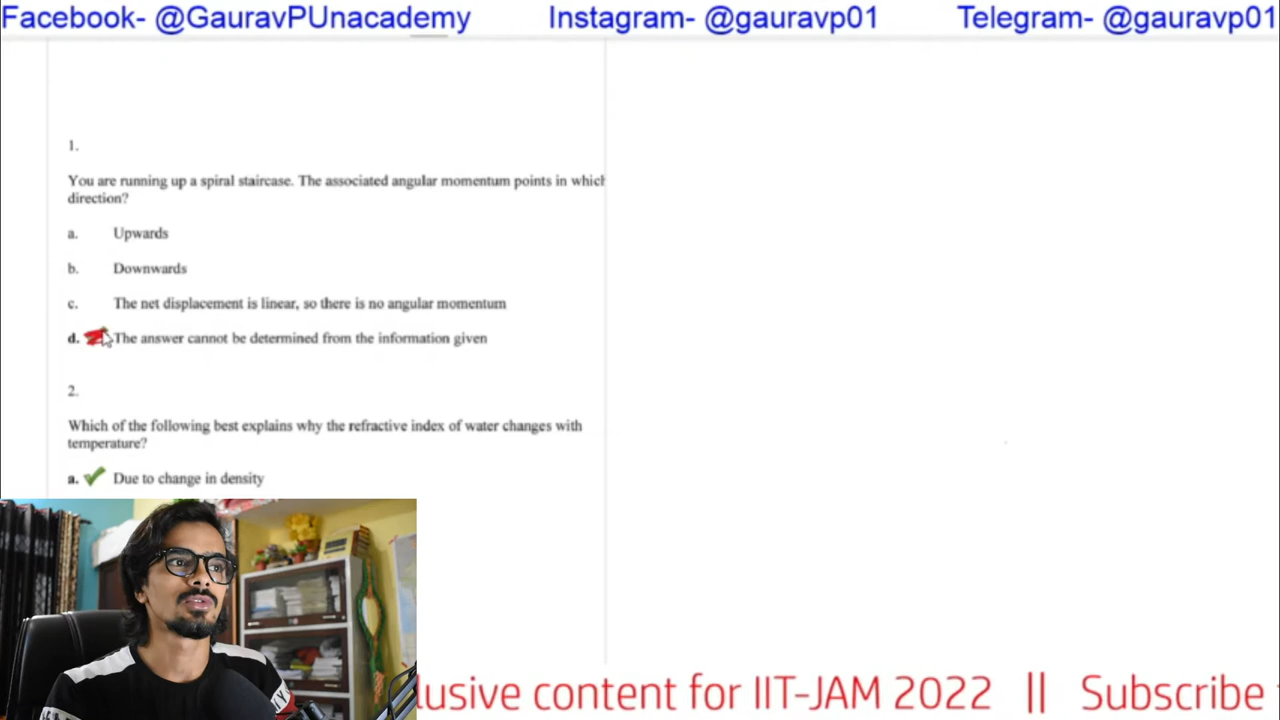 Facebook- @GauravPUnacademy Instagram- @gauravp01 Telegram- @gauravp01
1.
You are running up a spiral staircase. The associated angular momentum points in which
direction?
a. Upwards
b. Downwards
c. The net displacement is linear, so there is no angular momentum
d. The answer cannot be determined from the information given
2.
Which of the following best explains why the refractive index of water changes with
temperature?
a. Due to change in density
lusive content for IIT-JAM 2022 || Subscribe